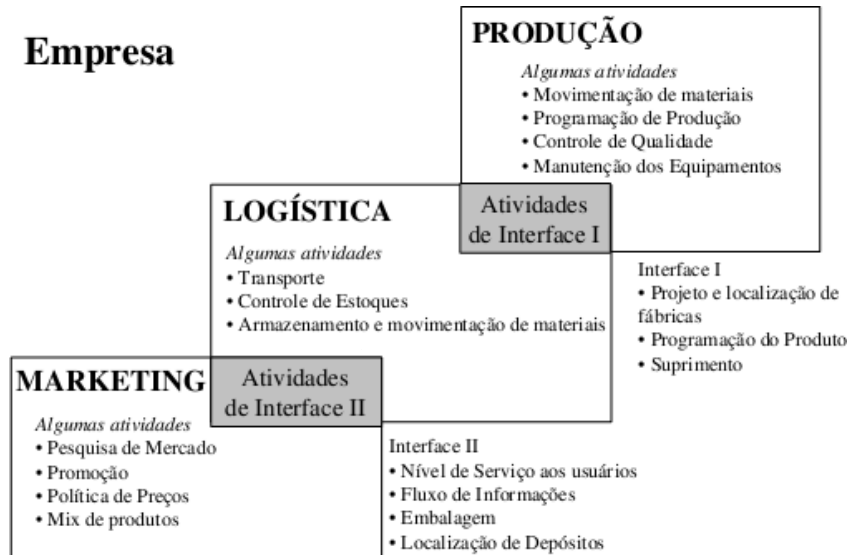 Empresa
PRODUÇÃO
Algumas atividades
• Movimentação de materiais
• Programação de Produção
• Controle de Qualidade
• Manutenção dos Equipamentos
Atividades
de Interface I
LOGÍSTICA
Algumas atividades
• Transporte
• Controle de Estoques
• Armazenamento e movimentação de materiais
Interface I
• Projeto e localização de
fábricas
• Programação do Produto
• Suprimento
MARKETING
Algumas atividades
• Pesquisa de Mercado
• Promoção
• Política de Preços
• Mix de produtos
Atividades
de Interface II
Interface II
• Nível de Serviço aos usuários
• Fluxo de Informações
• Embalagem
• Localização de Depósitos